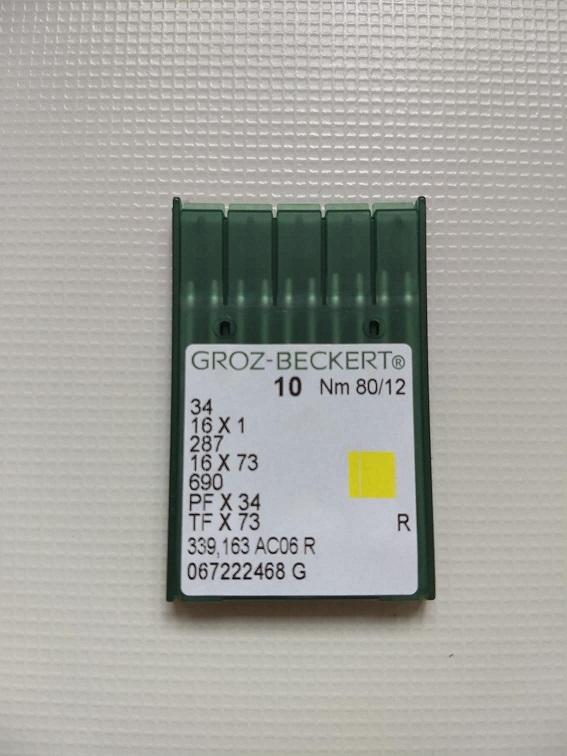 GROZ-BECKERT®
10 Nm 80/12
34
16 X 1
287
16 X 73
690
PF X 34
TF X 73 R
339,163 AC06 R
067222468 G